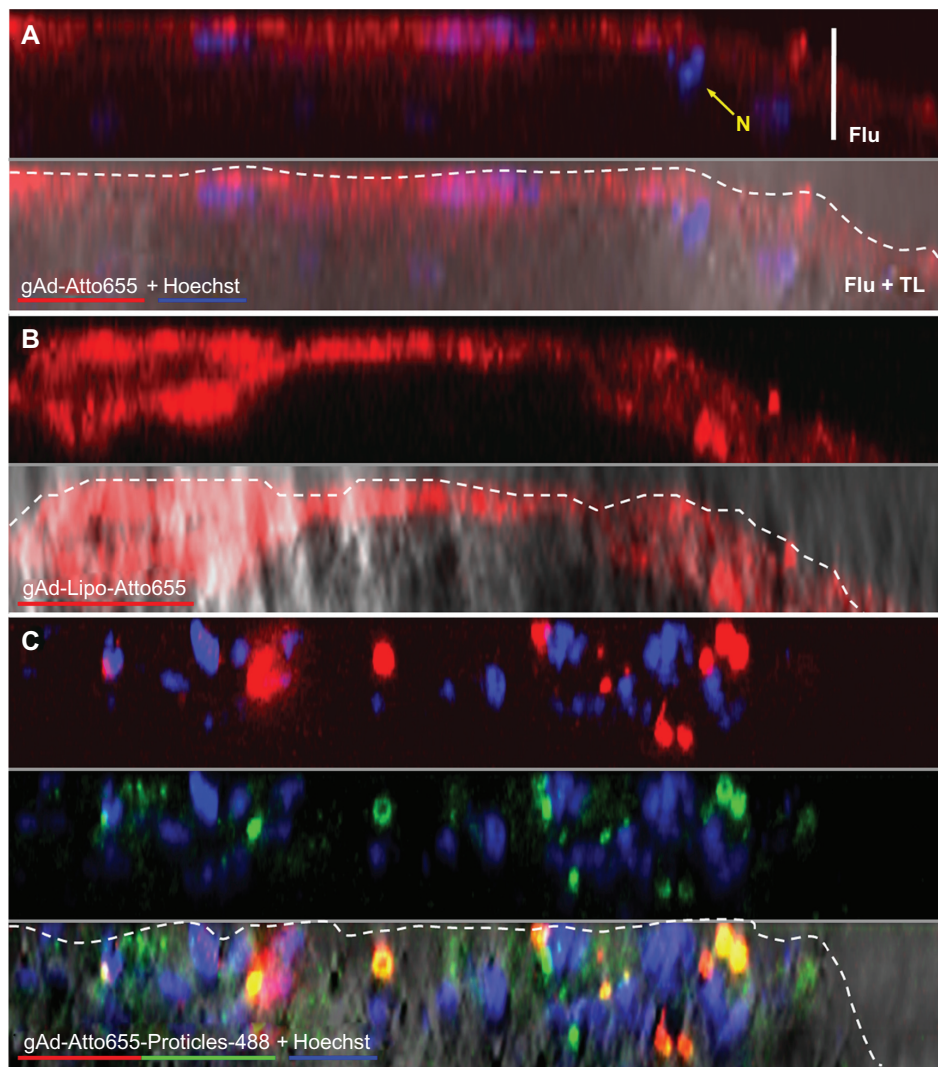 A
N
Flu
gAd-Atto655 + Hoechst
Flu + TL
B
gAd-Lipo-Atto655
C
gAd-Atto655-Proticles-488 + Hoechst